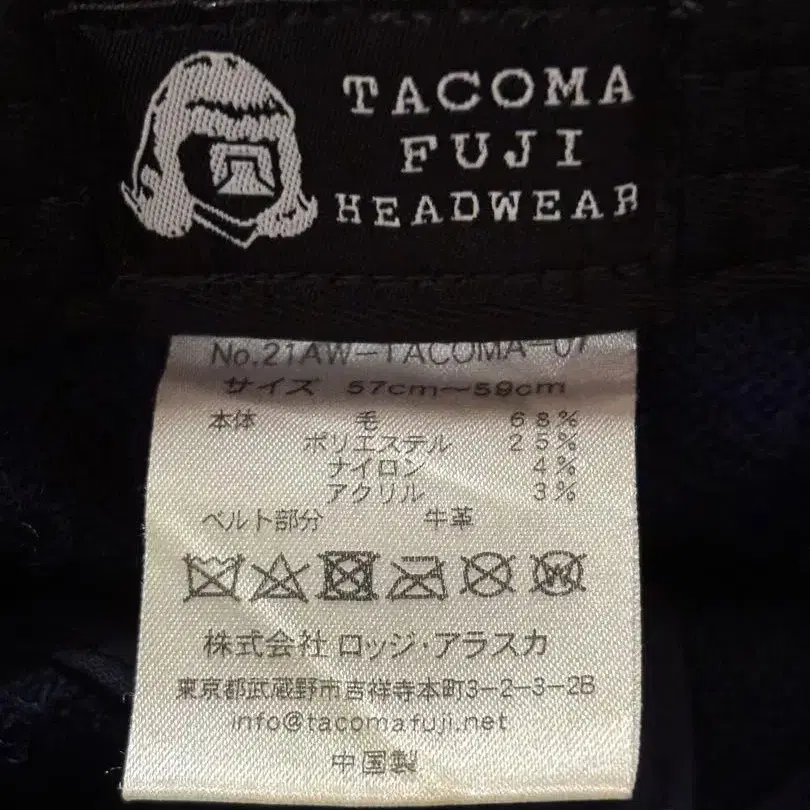 TACOMA
FUJI
HEADWEAR
No.21AW-TACOMA-07
サイズ 57cm〜59cm
本体 毛 68%
ポリエステル 25%
ナイロン 4%
アクリル 3%
ベルト部分 牛革
W
株式会社 ロッジ・アラスカ
東京都武蔵野市吉祥寺本町3-2-3-2B
info@tacomafuji.net
中国製